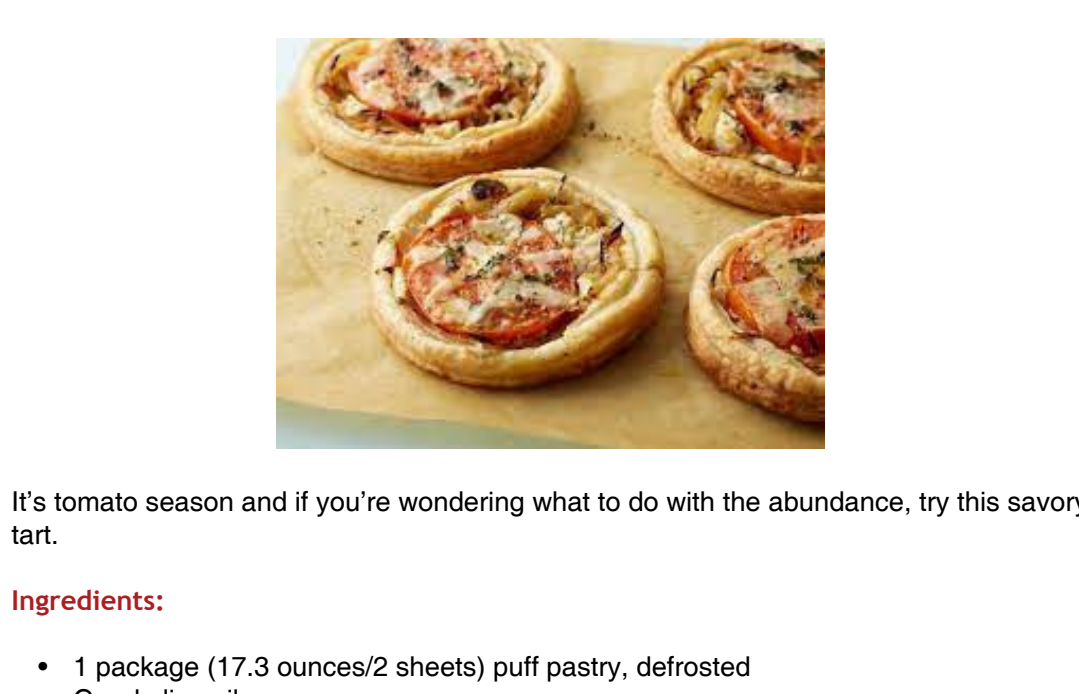 It’s tomato season and if you’re wondering what to do with the abundance, try this savory
tart.
Ingredients:
• 1 package (17.3 ounces/2 sheets) puff pastry, defrosted